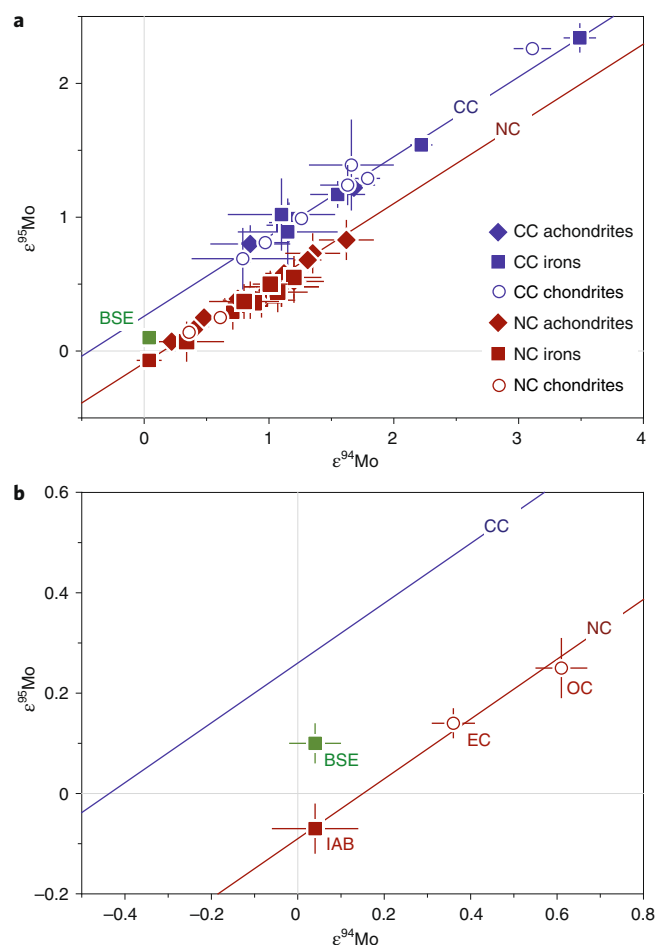 a
2
1
0
0
1
2
3
4
ε95Mo
ε94Mo
CC
NC
BSE
CC achondrites
CC irons
CC chondrites
NC achondrites
NC irons
NC chondrites
b
0.6
0.4
0.2
0
–0.2
–0.4
–0.2
0
0.2
0.4
0.6
0.8
ε95Mo
ε94Mo
CC
NC
OC
EC
BSE
IAB